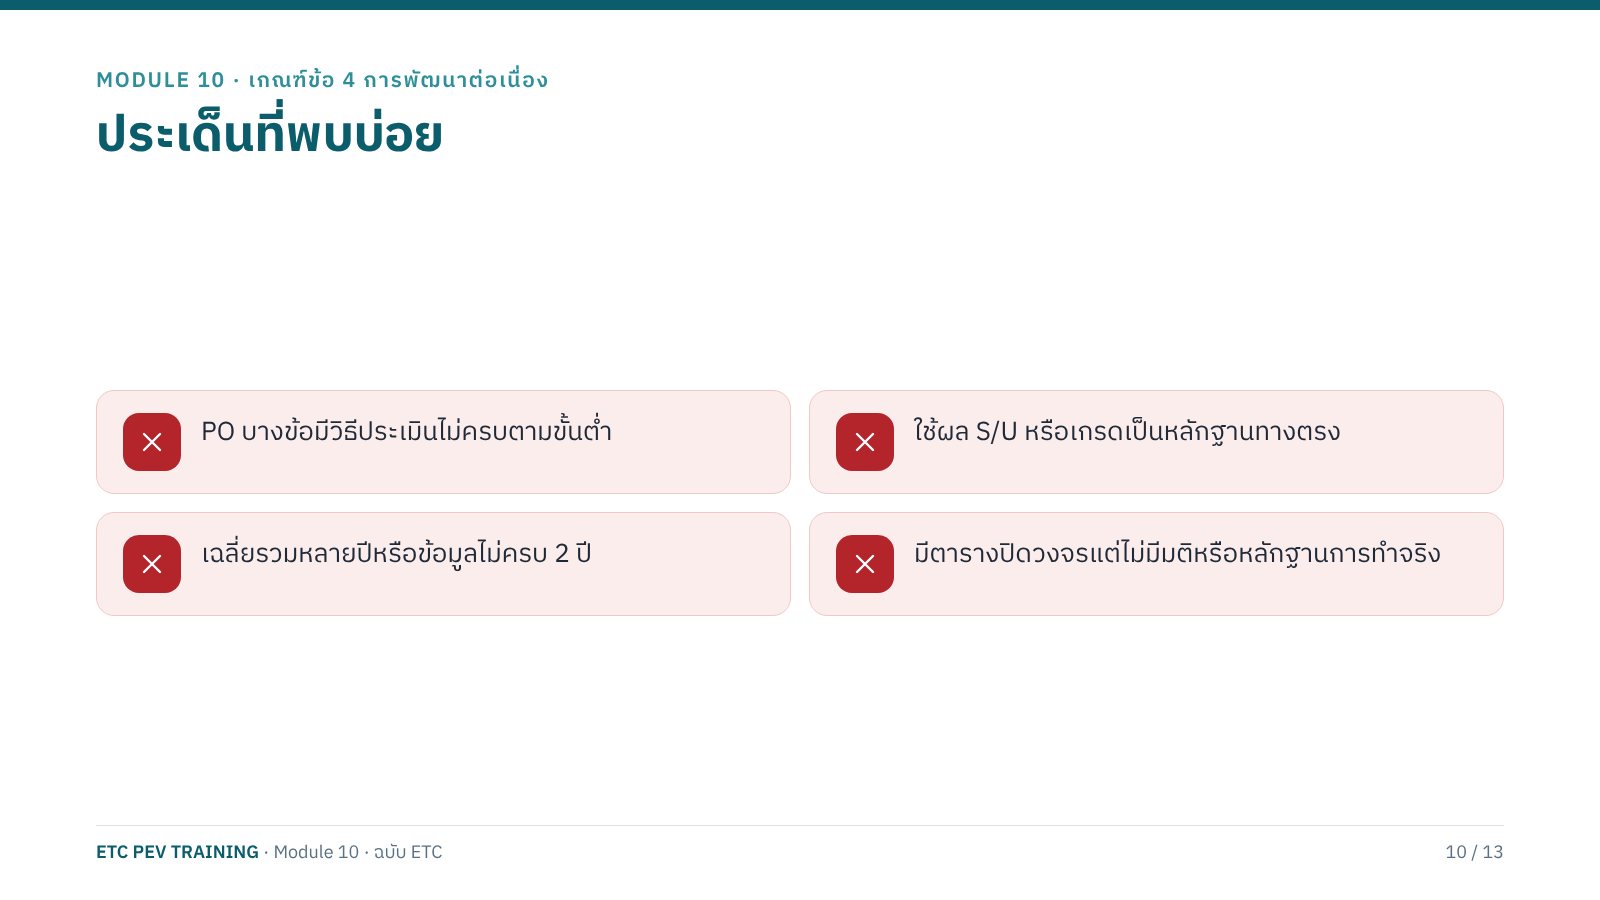 MODULE 10 · เกณฑ์ข้อ 4 การพัฒนาต่อเนื่อง
ประเด็นที่พบบ่อย
PO บางข้อมีวิธีประเมินไม่ครบตามขั้นต่ำ
ใช้ผล S/U หรือเกรดเป็นหลักฐานทางตรง
เฉลี่ยรวมหลายปีหรือข้อมูลไม่ครบ 2 ปี
มีตารางปิดวงจรแต่ไม่มีมติหรือหลักฐานการทำจริง
ETC PEV TRAINING · Module 10 · ฉบับ ETC
10 / 13